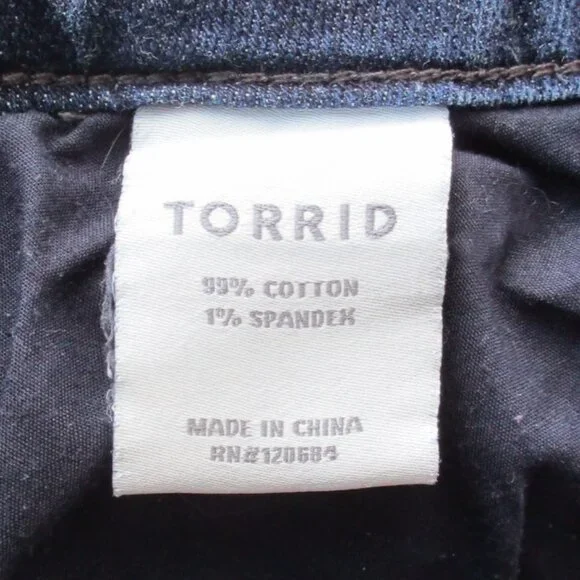 TORRID
99% COTTON
1% SPANDEX
MADE IN CHINA
RN#120684